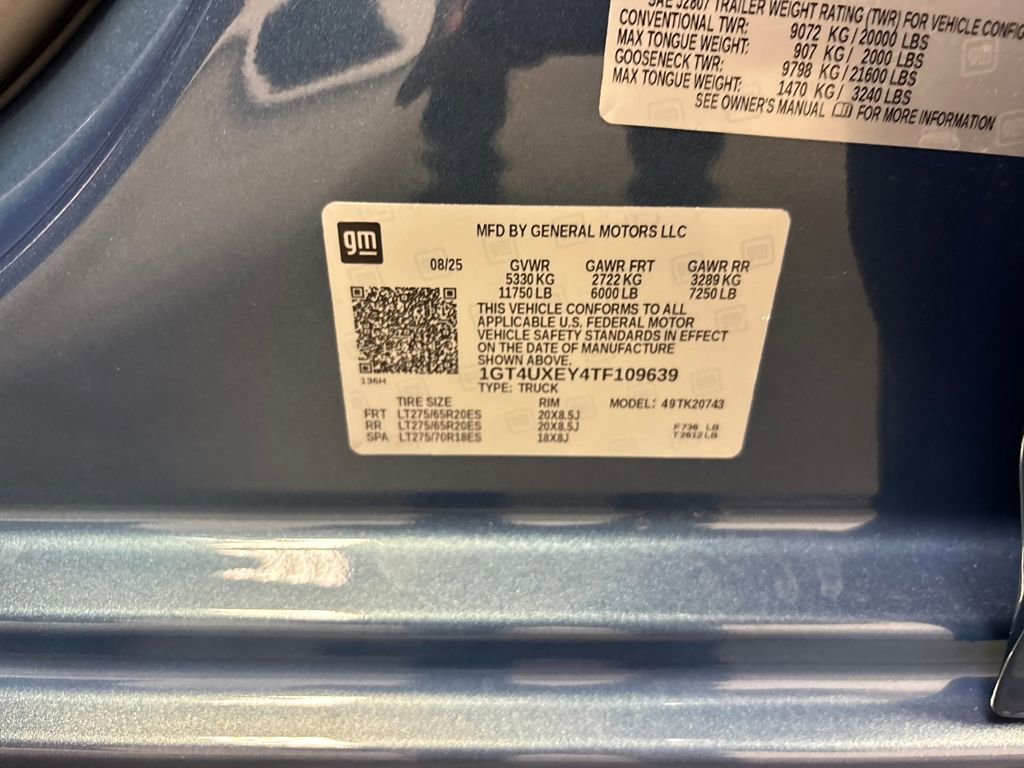 SAE J2807 TRAILER WEIGHT RATING (TWR) FOR VEHICLE
CONVENTIONAL TWR: 9072 KG/20000 LBS
MAX TONGUE WEIGHT: 907 KG/ 2000 LBS
GOOSENECK TWR: 9798 KG/21600 LBS
MAX TONGUE WEIGHT: 1470 KG/ 3240 LBS
SEE OWNER'S MANUAL FOR MORE INFORMATION
gm
MFD BY GENERAL MOTORS LLC
08/25 GVWR GAWR FRT GAWR RR
5330 KG 2722 KG 3289 KG
11750 LB 6000 LB 7250 LB
THIS VEHICLE CONFORMS TO ALL
APPLICABLE U.S. FEDERAL MOTOR
VEHICLE SAFETY STANDARDS IN EFFECT
ON THE DATE OF MANUFACTURE
SHOWN ABOVE.
136H
1GT4UXEY4TF109639
TYPE: TRUCK
TIRE SIZE RIM MODEL: 49TK20743
FRT LT275/65R20ES 20X8.5J
RR LT275/65R20ES 20X8.5J
SPA LT275/70R18ES 18X8J
F736 LB
T2612 LB